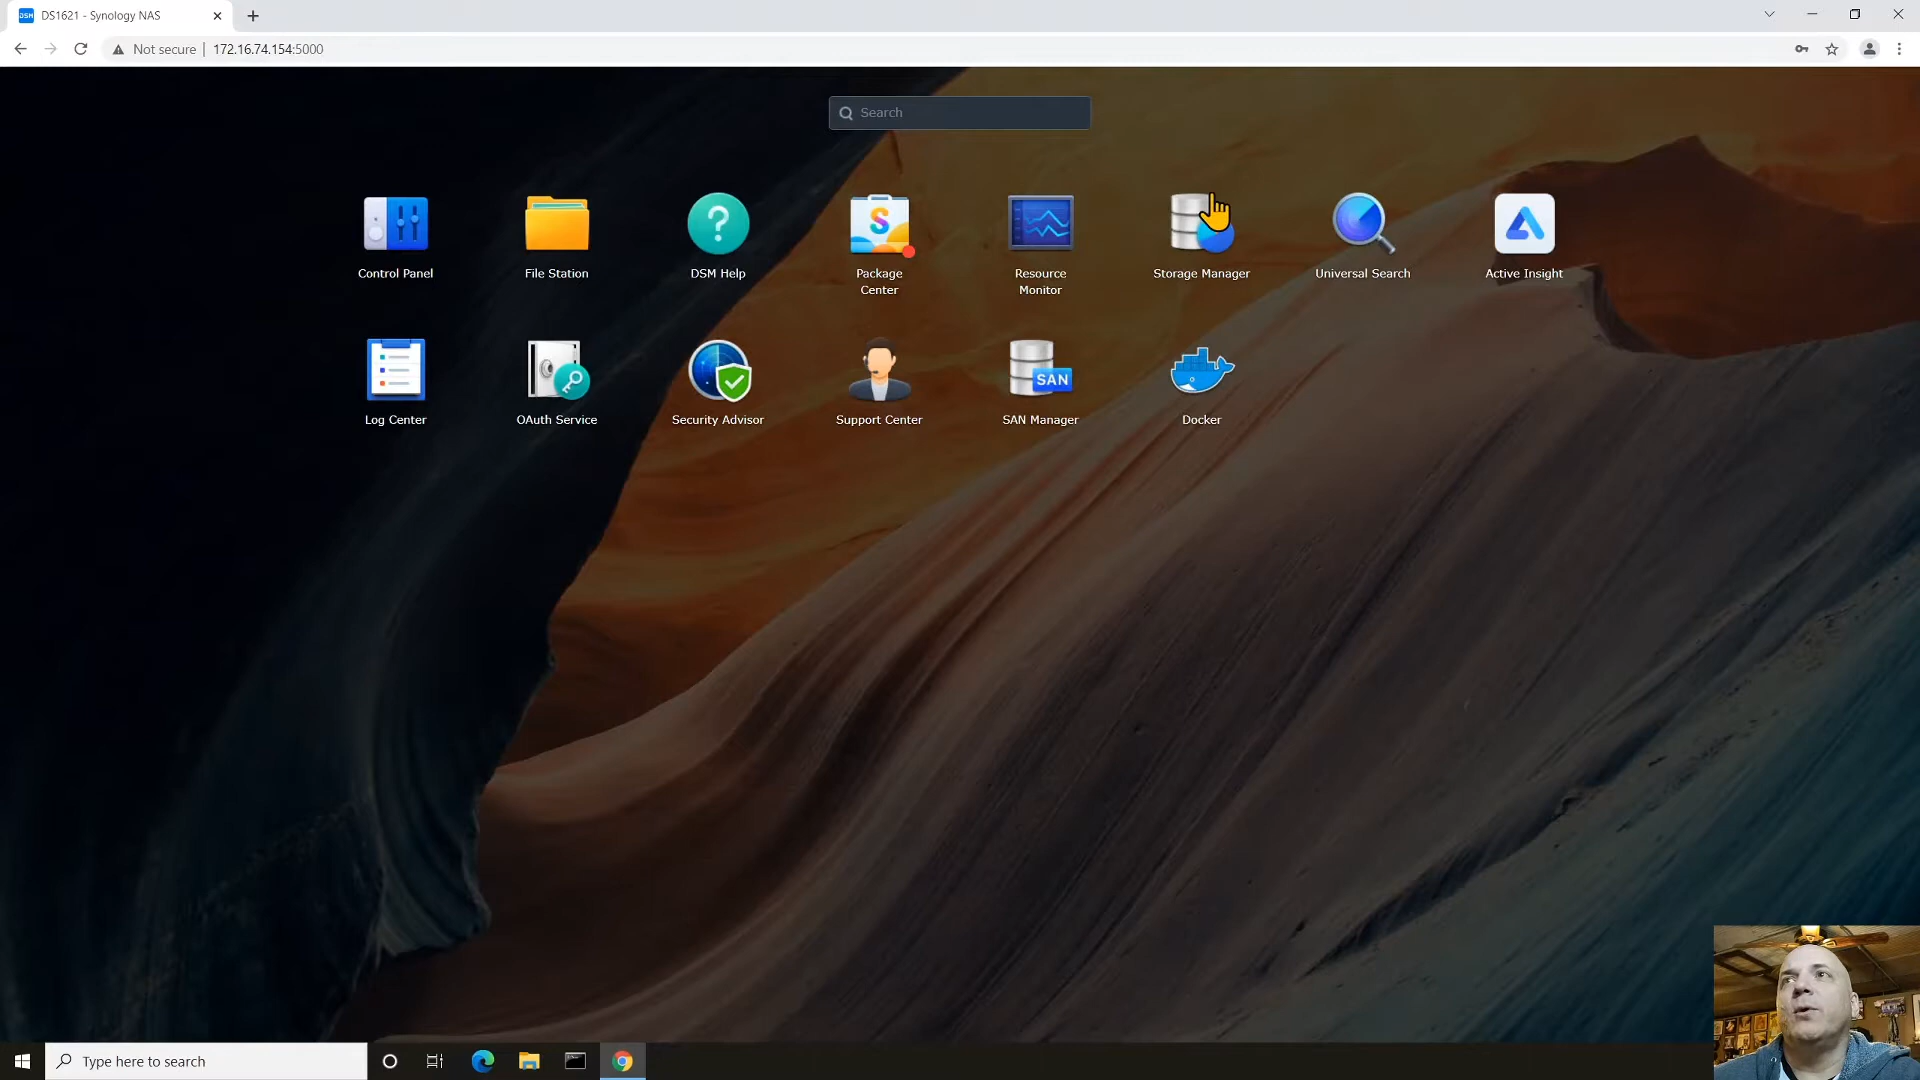 DSM DS1621 - Synology NAS
Not secure 172.16.74.154:5000
Search
Control Panel
File Station
DSM Help
S
Package
Center
Resource
Monitor
Storage Manager
Universal Search
Active Insight
Log Center
OAuth Service
Security Advisor
Support Center
SAN
SAN Manager
Docker
Type here to search